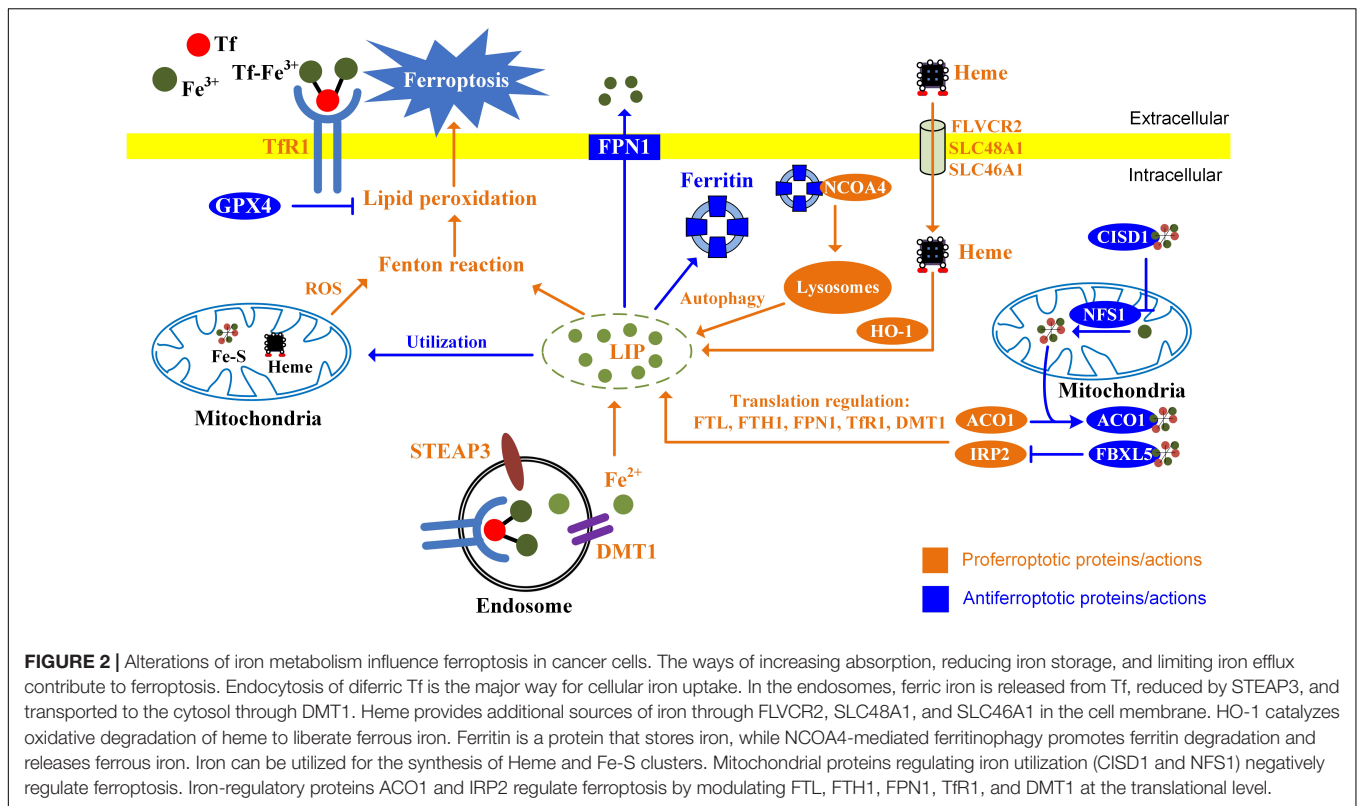 Tf
Fe3+
Tf-Fe3+
Ferroptosis
Heme
FLVCR2
SLC48A1
SLC46A1
Extracellular
Intracellular
TfR1
FPN1
GPX4
Lipid peroxidation
Ferritin
NCOA4
CISD1
Heme
Fenton reaction
ROS
Autophagy
Lysosomes
HO-1
NFS1
Fe-S
Heme
Utilization
LIP
Mitochondria
Mitochondria
Translation regulation:
FTL, FTH1, FPN1, TfR1, DMT1
ACO1
ACO1
IRP2
FBXL5
STEAP3
Fe2+
DMT1
Endosome
Proferroptotic proteins/actions
Antiferroptotic proteins/actions
FIGURE 2 | Alterations of iron metabolism influence ferroptosis in cancer cells. The ways of increasing absorption, reducing iron storage, and limiting iron efflux
contribute to ferroptosis. Endocytosis of diferric Tf is the major way for cellular iron uptake. In the endosomes, ferric iron is released from Tf, reduced by STEAP3, and
transported to the cytosol through DMT1. Heme provides additional sources of iron through FLVCR2, SLC48A1, and SLC46A1 in the cell membrane. HO-1 catalyzes
oxidative degradation of heme to liberate ferrous iron. Ferritin is a protein that stores iron, while NCOA4-mediated ferritinophagy promotes ferritin degradation and
releases ferrous iron. Iron can be utilized for the synthesis of Heme and Fe-S clusters. Mitochondrial proteins regulating iron utilization (CISD1 and NFS1) negatively
regulate ferroptosis. Iron-regulatory proteins ACO1 and IRP2 regulate ferroptosis by modulating FTL, FTH1, FPN1, TfR1, and DMT1 at the translational level.